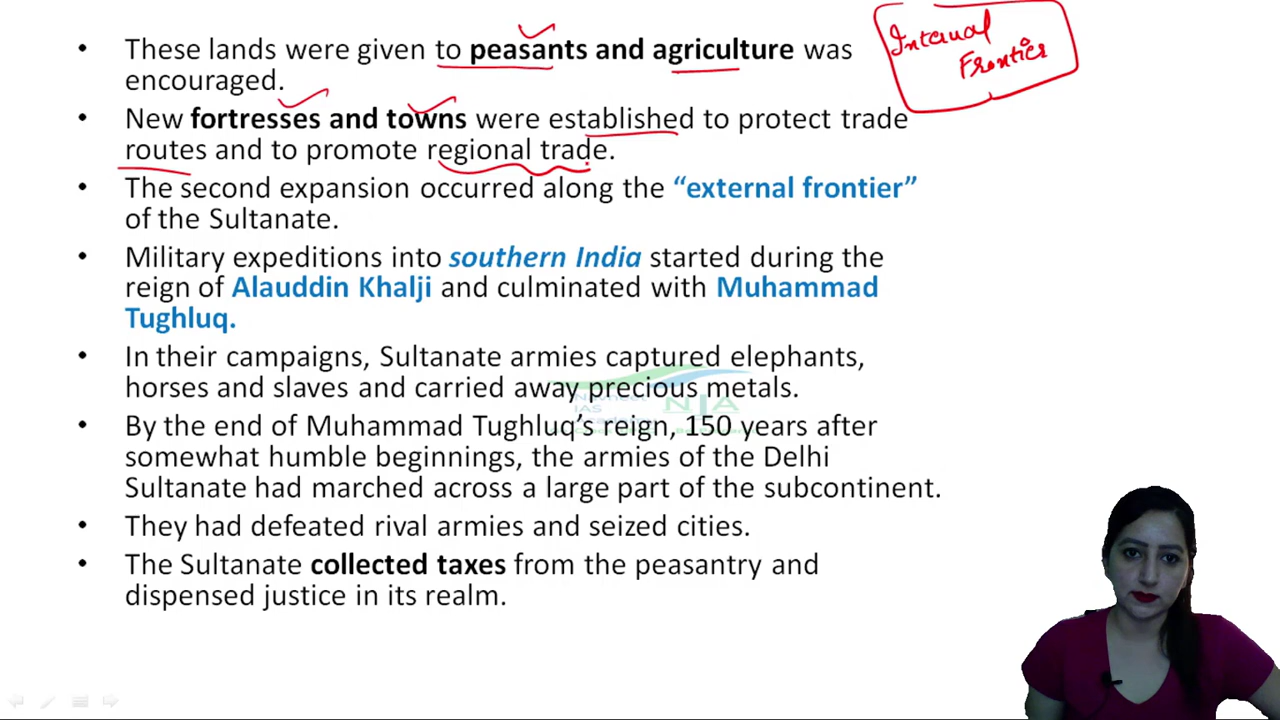 Internal
Frontier
• These lands were given to peasants and agriculture was
encouraged.
• New fortresses and towns were established to protect trade
routes and to promote regional trade.
• The second expansion occurred along the “external frontier”
of the Sultanate.
• Military expeditions into southern India started during the
reign of Alauddin Khalji and culminated with Muhammad
Tughluq.
• In their campaigns, Sultanate armies captured elephants,
horses and slaves and carried away precious metals.
• By the end of Muhammad Tughluq’s reign, 150 years after
somewhat humble beginnings, the armies of the Delhi
Sultanate had marched across a large part of the subcontinent.
• They had defeated rival armies and seized cities.
• The Sultanate collected taxes from the peasantry and
dispensed justice in its realm.
NIA
IAS